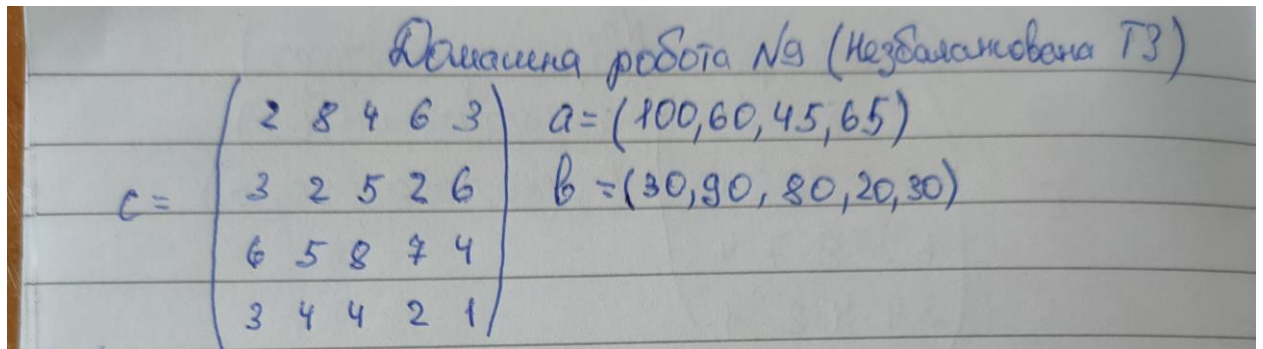 Домашна робота №9 (Незбалансована ТЗ)
2 8 4 6 3 a=(100,60,45,65)
c= 3 2 5 2 6 b=(30,90,80,20,30)
6 5 8 7 4
3 4 4 2 1